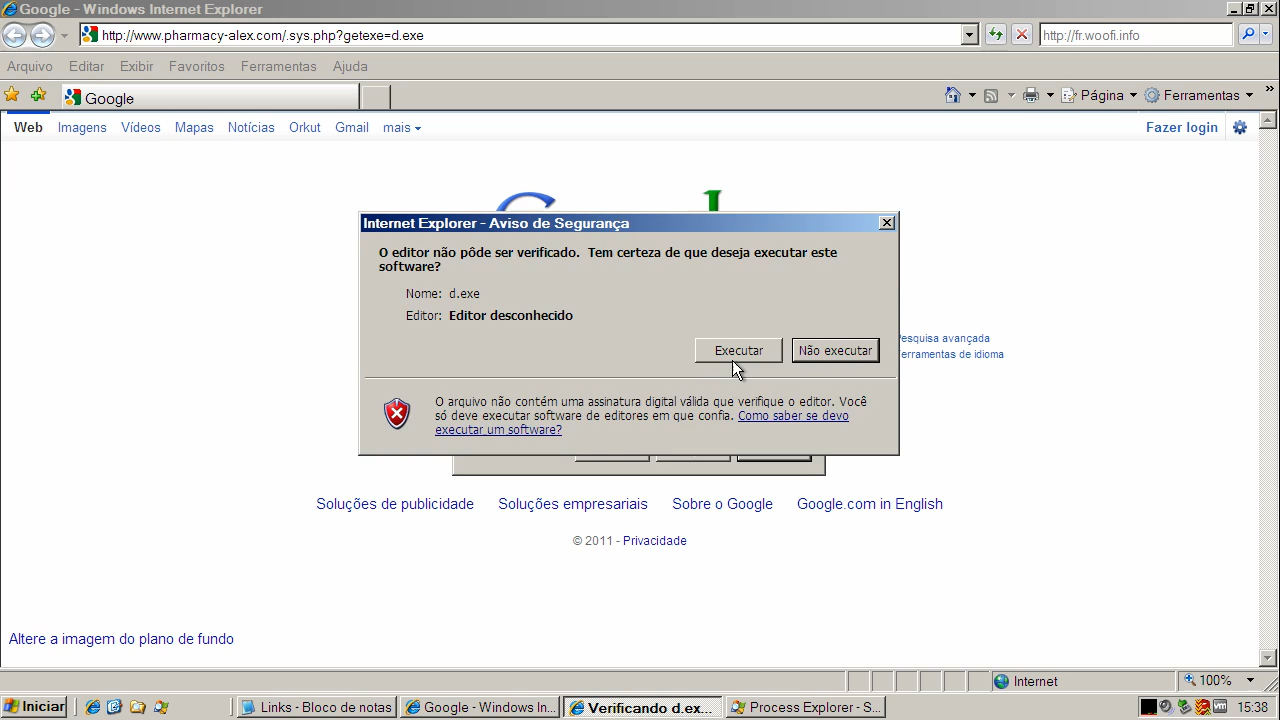 Google - Windows Internet Explorer
http://www.pharmacy-alex.com/.sys.php?getexe=d.exe
http://fr.woofi.info
Arquivo Editar Exibir Favoritos Ferramentas Ajuda
Google
Página Ferramentas »
Web Imagens Vídeos Mapas Notícias Orkut Gmail mais
Fazer login
Internet Explorer - Aviso de Segurança
O editor não pôde ser verificado. Tem certeza de que deseja executar este
software?
Nome: d.exe
Editor: Editor desconhecido
Executar Não executar
Pesquisa avançada
Ferramentas de idioma
O arquivo não contém uma assinatura digital válida que verifique o editor. Você
só deve executar software de editores em que confia. Como saber se devo
executar um software?
Soluções de publicidade Soluções empresariais Sobre o Google Google.com in English
© 2011 - Privacidade
Altere a imagem do plano de fundo
Internet
100%
Iniciar
Links - Bloco de notas
Google - Windows In...
Verificando d.ex...
Process Explorer - S...
15:38